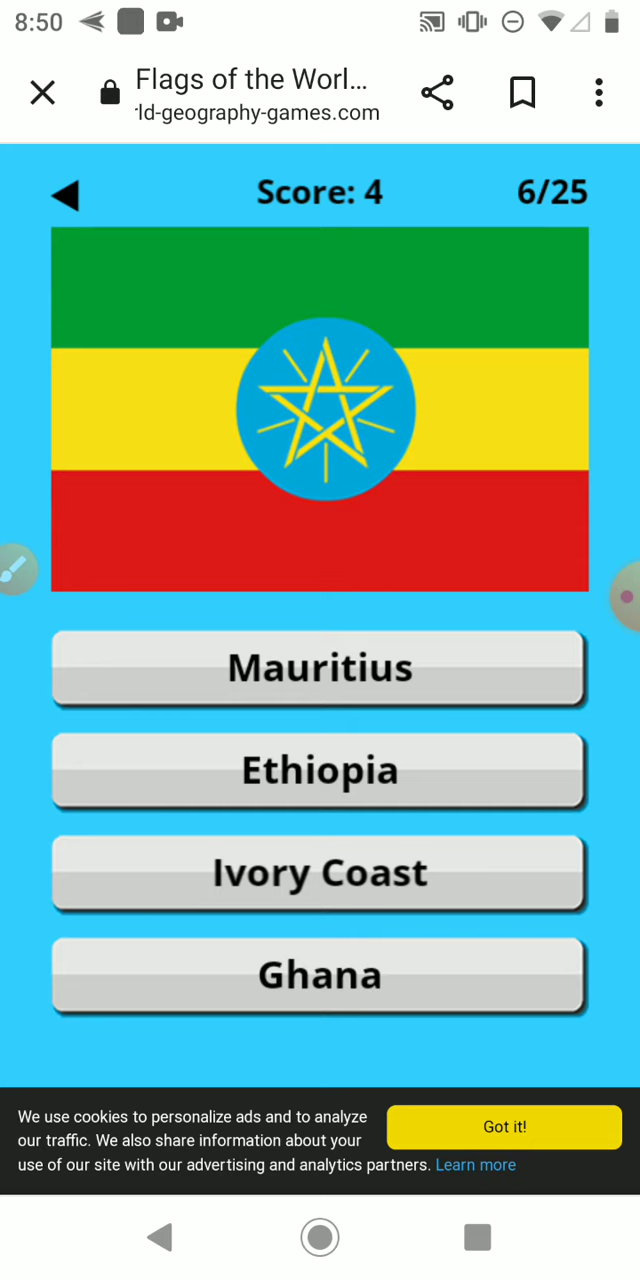 8:50
Flags of the Worl...
ld-geography-games.com
Score: 4
6/25
Mauritius
Ethiopia
Ivory Coast
Ghana
We use cookies to personalize ads and to analyze
our traffic. We also share information about your
use of our site with our advertising and analytics partners. Learn more
Got it!